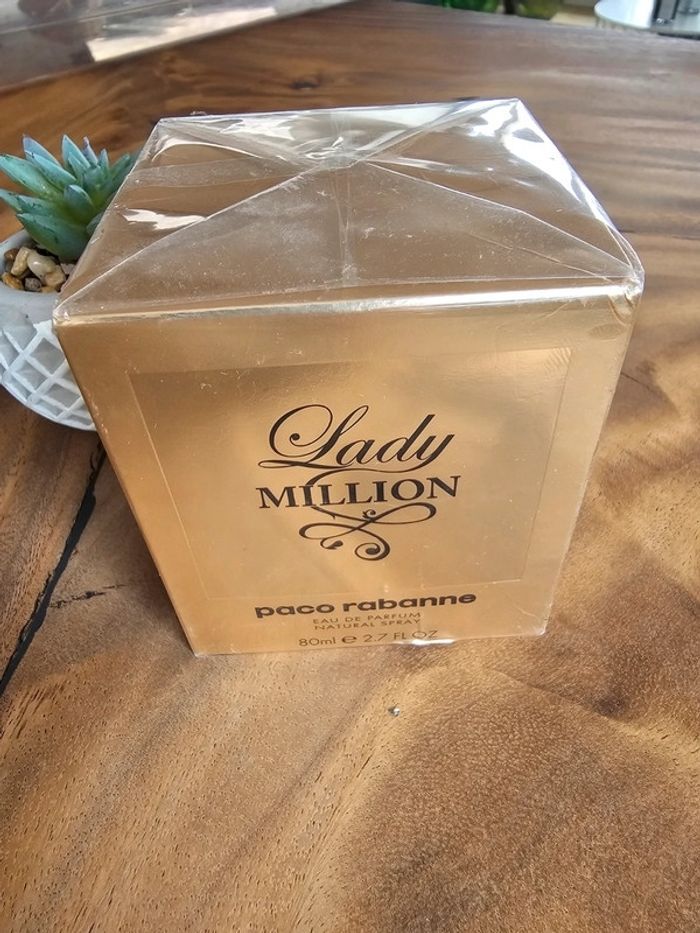 Lady
MILLION
paco rabanne
EAU DE PARFUM
NATURAL SPRAY
80ml e 2.7 FL OZ